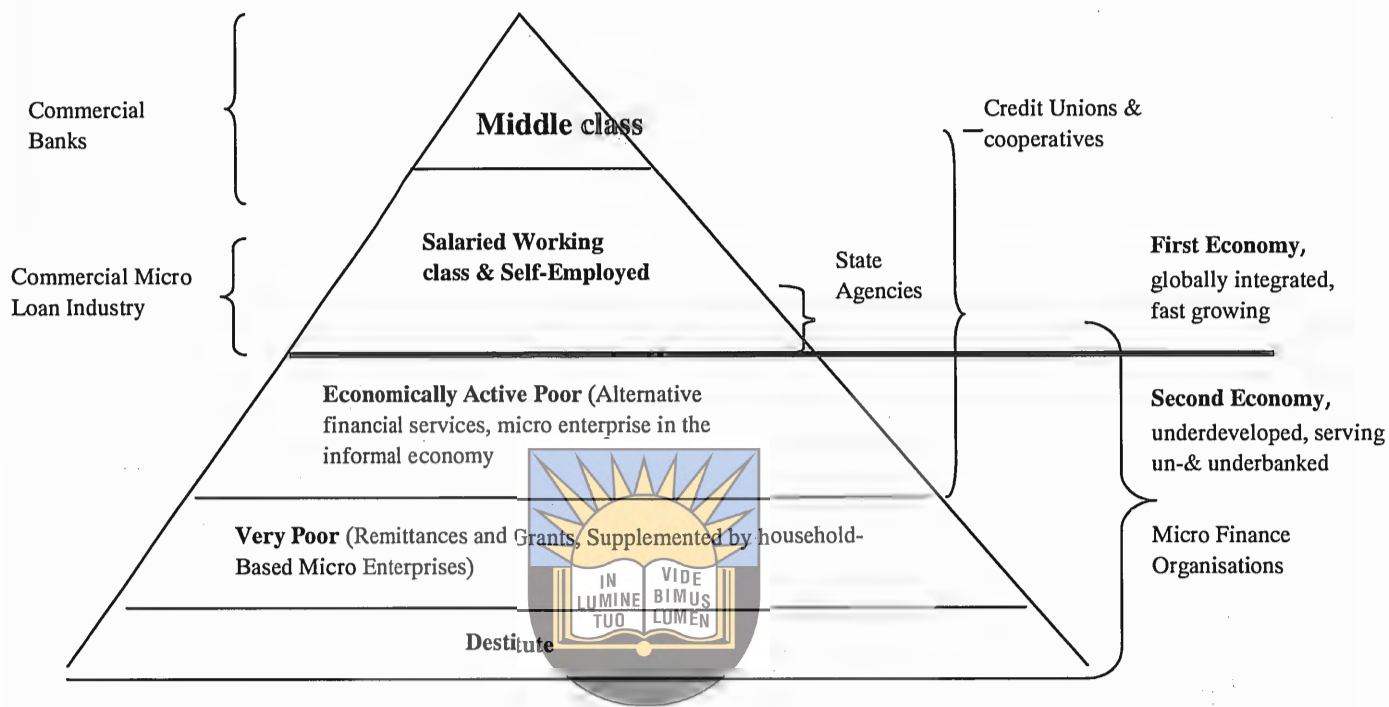 Commercial
Banks
Middle class
Credit Unions &
cooperatives
Salaried Working
class & Self-Employed
State
Agencies
First Economy,
globally integrated,
fast growing
Commercial Micro
Loan Industry
Economically Active Poor (Alternative
financial services, micro enterprise in the
informal economy
Second Economy,
underdeveloped, serving
un-& underbanked
Very Poor (Remittances and Grants, Supplemented by household-
Based Micro Enterprises)
Micro Finance
Organisations
IN
LUMINE
TUO
VIDE
BIMUS
LUMEN
Destitute